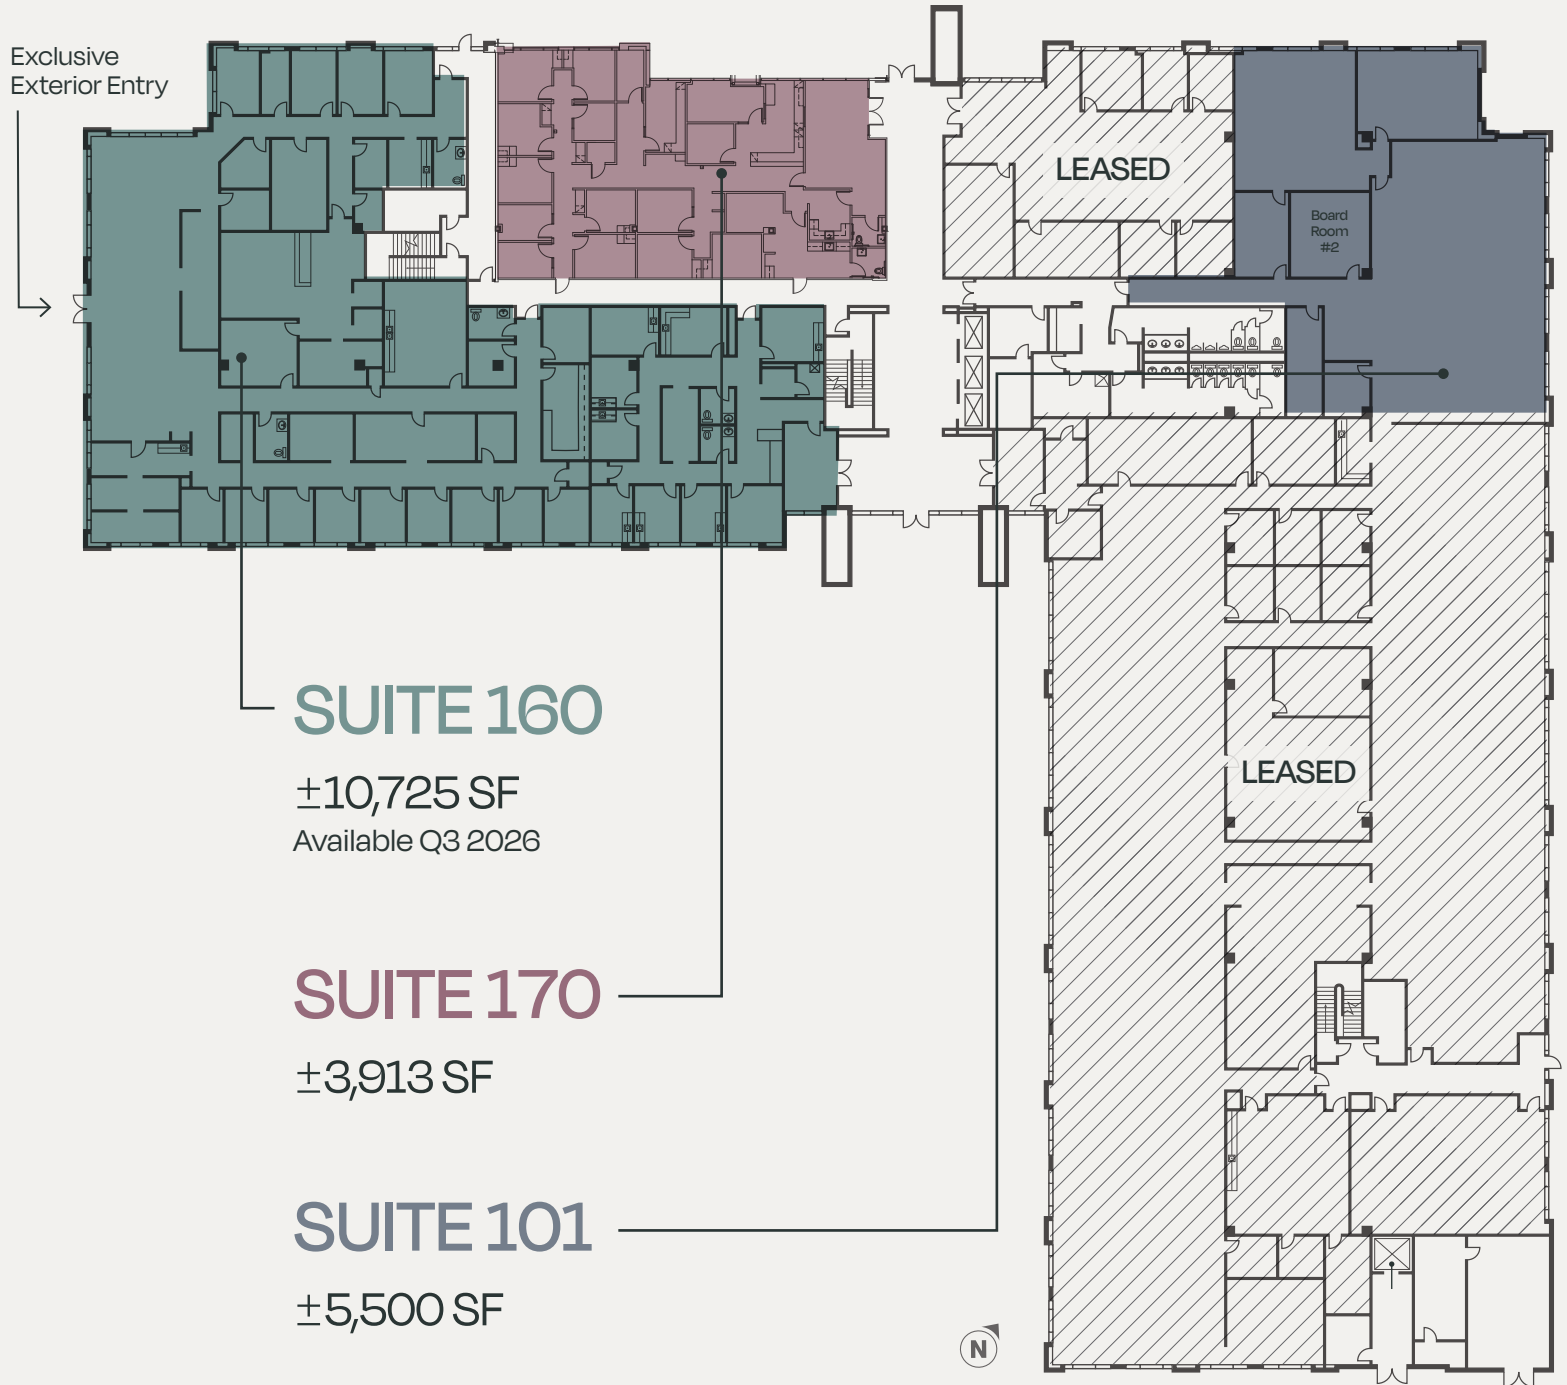 Exclusive
Exterior Entry
LEASED
Board
Room
#2
LEASED
SUITE 160
±10,725 SF
Available Q3 2026
SUITE 170
±3,913 SF
SUITE 101
±5,500 SF
N